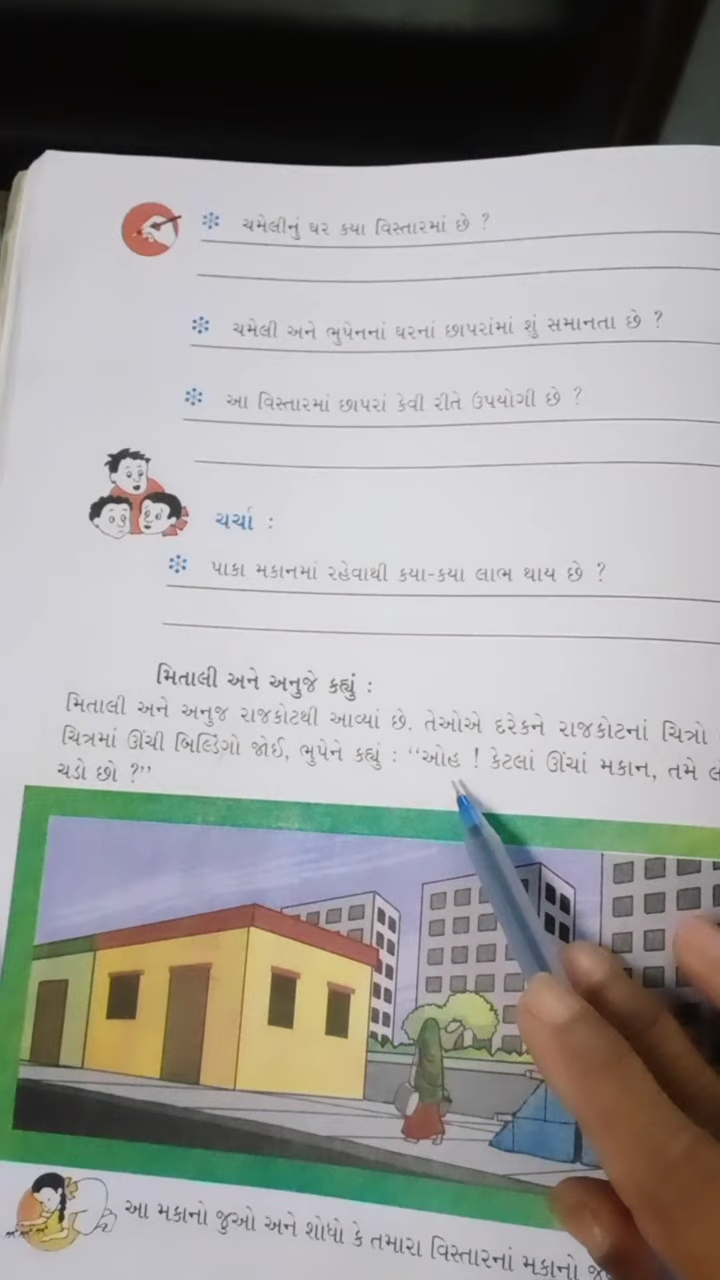 ચમેલીનું ઘર કયા વિસ્તારમાં છે ?
ચમેલી અને ભુપેનનાં ઘરનાં છાપરાંમાં શું સમાનતા છે ?
આ વિસ્તારમાં છાપરાં કેવી રીતે ઉપયોગી છે ?
ચર્ચા :
પાકા મકાનમાં રહેવાથી કયા-કયા લાભ થાય છે ?
મિતાલી અને અનુજે કહ્યું :
મિતાલી અને અનુજ રાજકોટથી આવ્યાં છે. તેઓએ દરેકને રાજકોટનાં ચિત્રો
ચિત્રમાં ઊંચી બિલ્ડિંગો જોઈ, ભુપેને કહ્યું : “ઓહ ! કેટલાં ઊંચાં મકાન, તમે
ચડો છો ?”
આ મકાનો જુઓ અને શોધો કે તમારા વિસ્તારનાં મકાનો